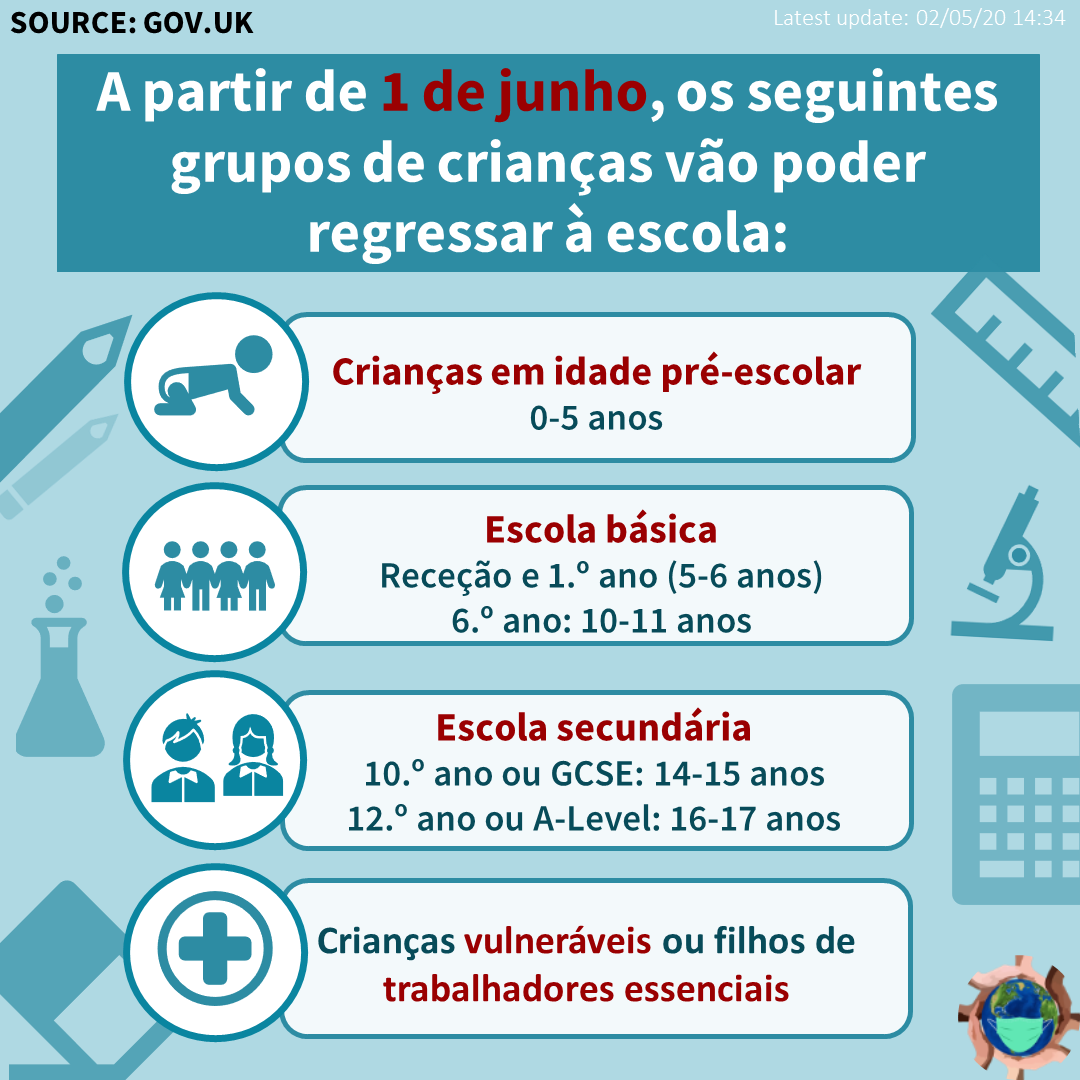 SOURCE: GOV.UK
Latest update: 02/05/20 14:34
A partir de 1 de junho, os seguintes
grupos de crianças vão poder
regressar à escola:
Crianças em idade pré-escolar
0-5 anos
Escola básica
Receção e 1.º ano (5-6 anos)
6.º ano: 10-11 anos
Escola secundária
10.º ano ou GCSE: 14-15 anos
12.º ano ou A-Level: 16-17 anos
Crianças vulneráveis ou filhos de
trabalhadores essenciais